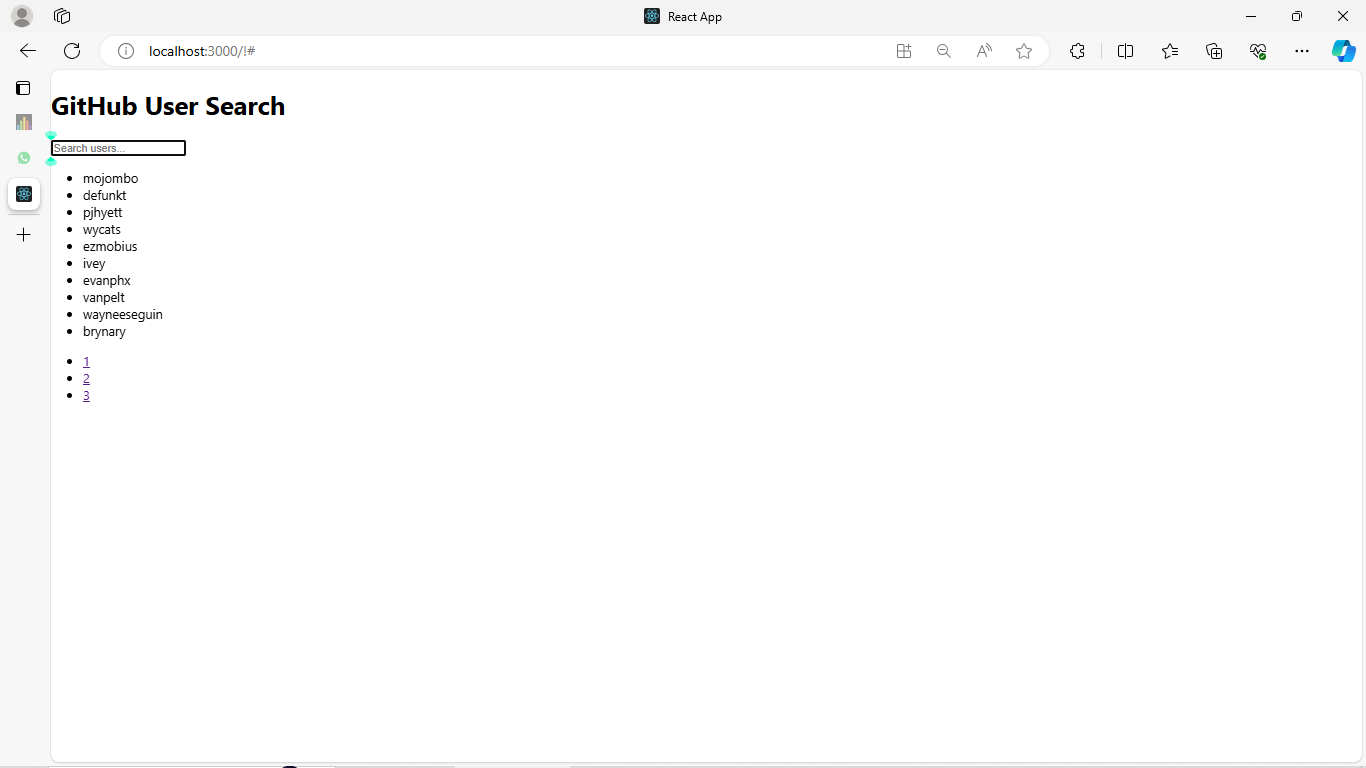 React App
localhost:3000/!#
GitHub User Search
Search users...
mojombo
defunkt
pjhyett
wycats
ezmobius
ivey
evanphx
vanpelt
wayneeseguin
brynary
1
2
3